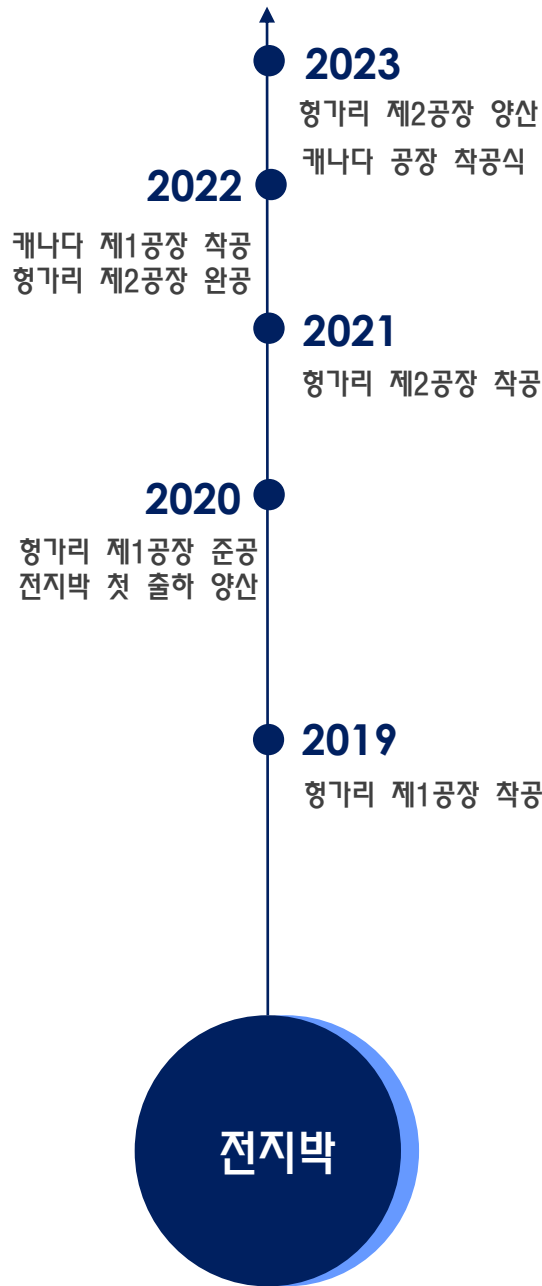 2023
헝가리 제2공장 양산
캐나다 공장 착공식
2022
캐나다 제1공장 착공
헝가리 제2공장 완공
2021
헝가리 제2공장 착공
2020
헝가리 제1공장 준공
전지박 첫 출하 양산
2019
헝가리 제1공장 착공
전지박